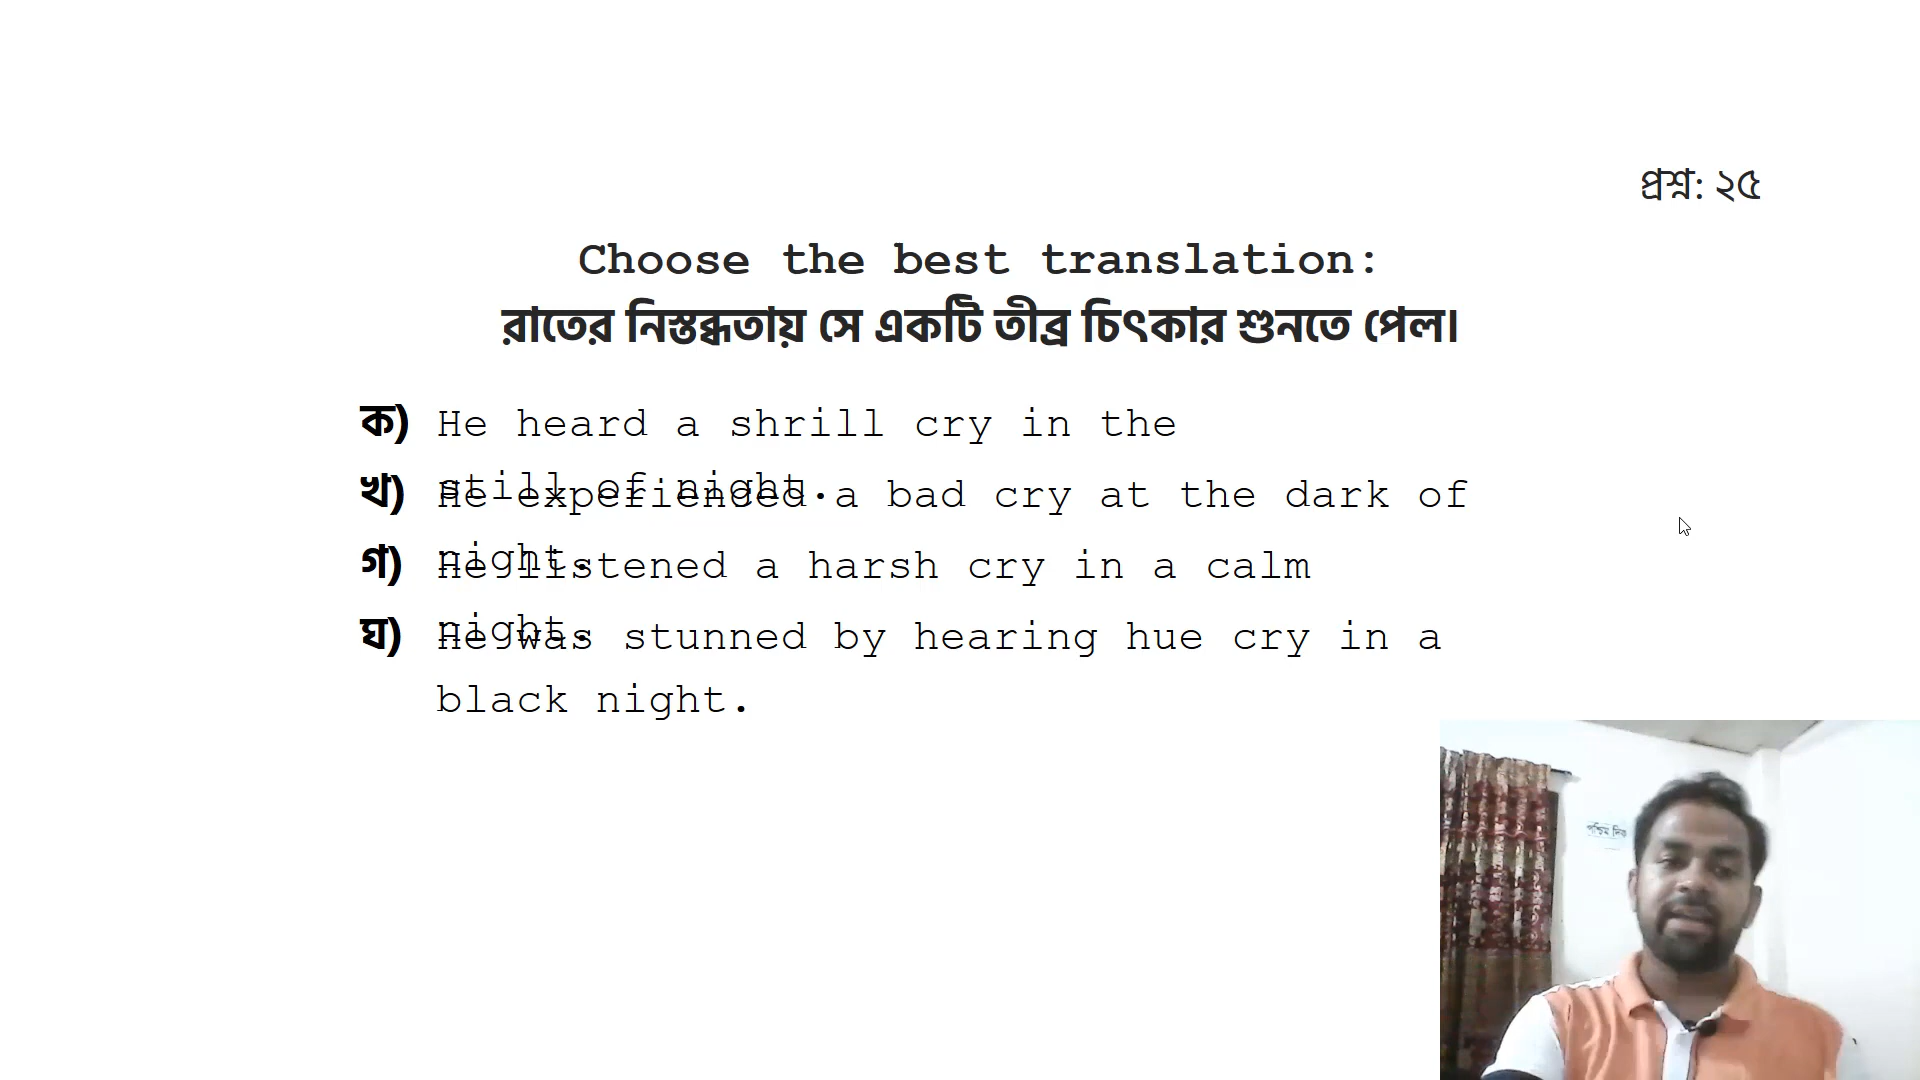 প্রশ্ন: ২৫
Choose the best translation:
রাতের নিস্তব্ধতায় সে একটি তীব্র চিৎকার শুনতে পেল।
ক) He heard a shrill cry in the
still of night.
খ) He experienced a bad cry at the dark of
night.
গ) He listened a harsh cry in a calm
night.
ঘ) He was stunned by hearing hue cry in a
black night.
পশ্চিম দিক